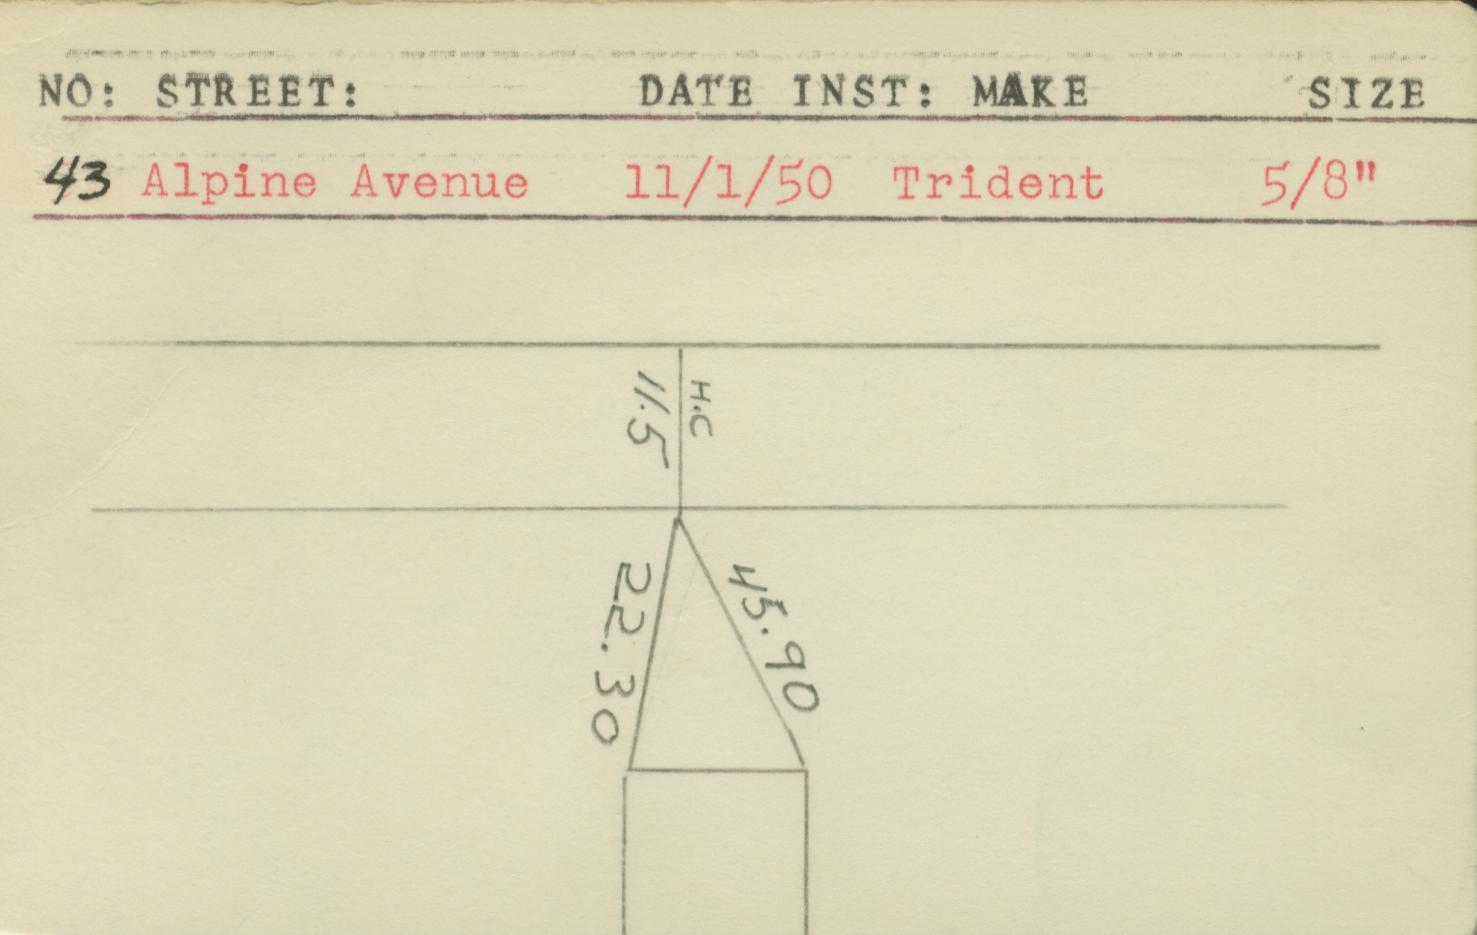 NO: STREET: DATE INST: MAKE SIZE
43 Alpine Avenue 11/1/50 Trident 5/8"
11.5
H.C
22.30
45.90